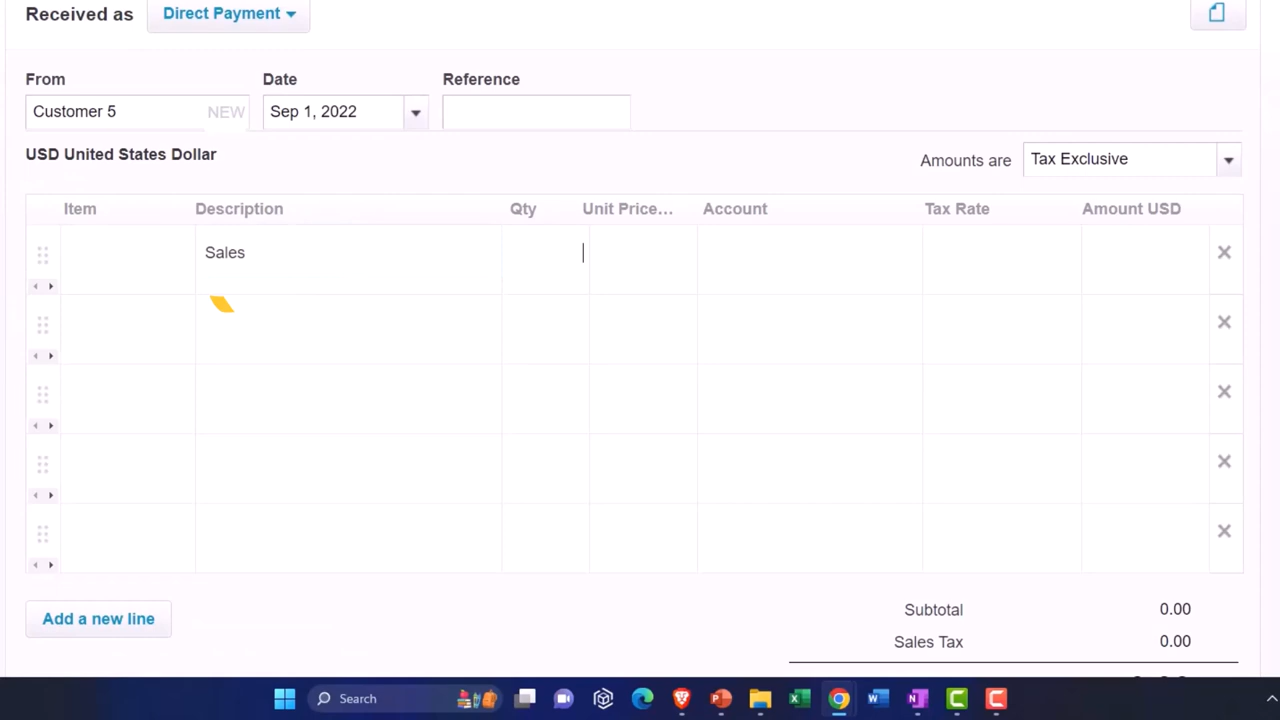 Received as Direct Payment
From Date Reference
Customer 5 NEW Sep 1, 2022
USD United States Dollar
Amounts are Tax Exclusive
Item Description Qty Unit Price... Account Tax Rate Amount USD
Sales
Add a new line
Subtotal 0.00
Sales Tax 0.00
Search